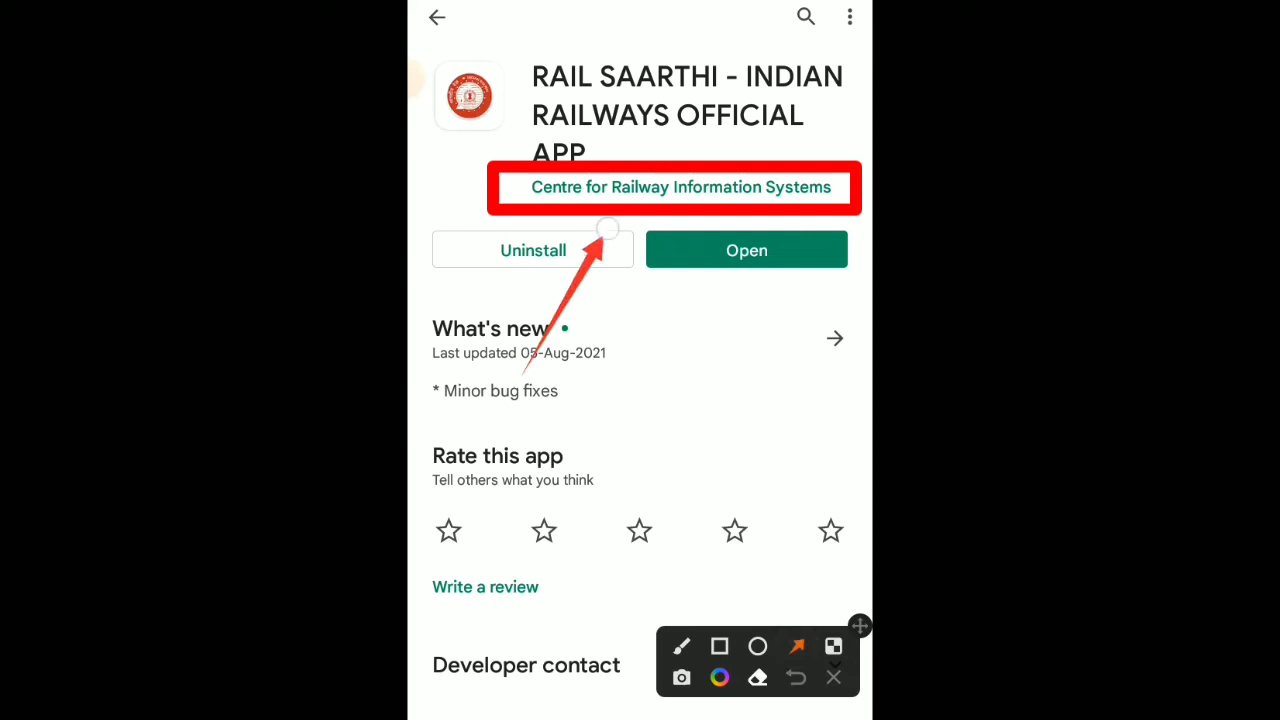 RAIL SAARTHI - INDIAN
RAILWAYS OFFICIAL
APP
Centre for Railway Information Systems
Uninstall
Open
What's new
Last updated 05-Aug-2021
* Minor bug fixes
Rate this app
Tell others what you think
Write a review
Developer contact